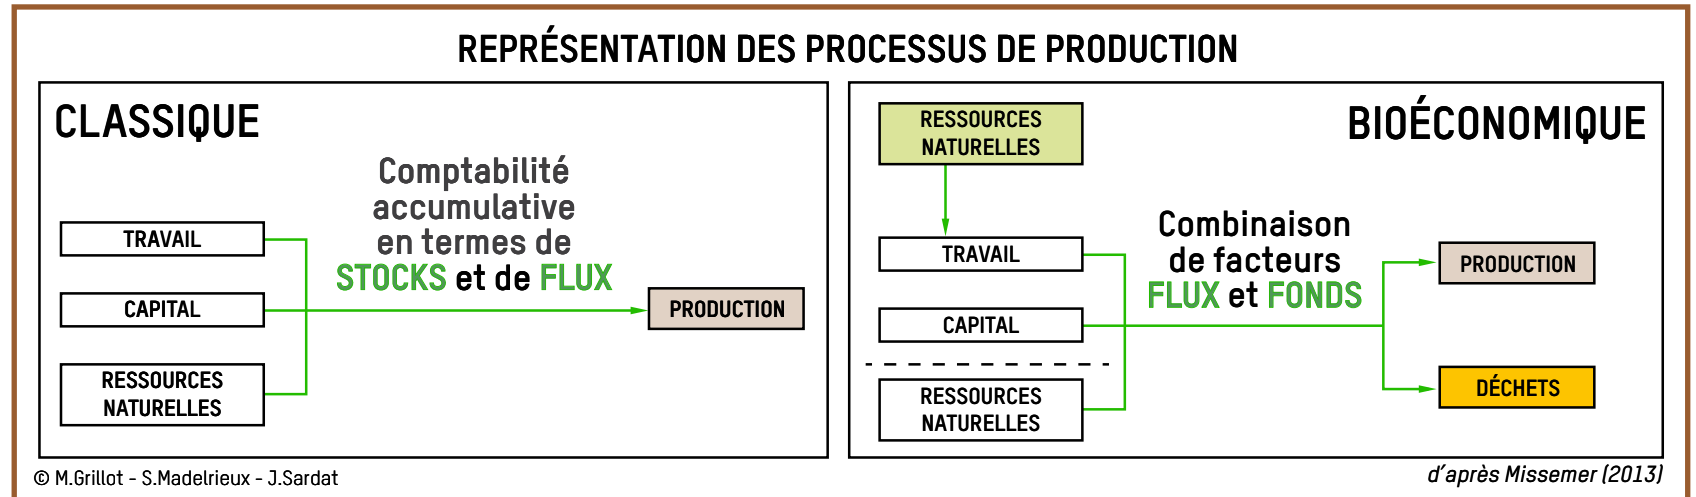 REPRÉSENTATION DES PROCESSUS DE PRODUCTION
CLASSIQUE
Comptabilité
accumulative
en termes de
STOCKS et de FLUX
TRAVAIL
CAPITAL
RESSOURCES
NATURELLES
PRODUCTION
BIOÉCONOMIQUE
RESSOURCES
NATURELLES
TRAVAIL
CAPITAL
RESSOURCES
NATURELLES
Combinaison
de facteurs
FLUX et FONDS
PRODUCTION
DÉCHETS
© M.Grillot - S.Madelrieux - J.Sardat
d'après Missemer (2013)